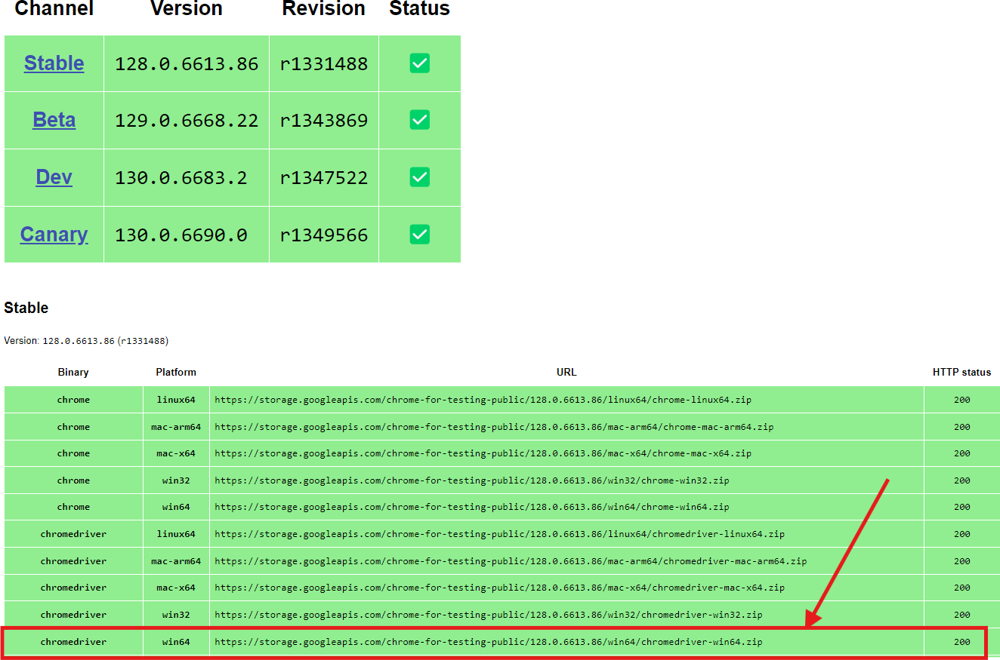 Channel Version Revision Status
Stable 128.0.6613.86 r1331488 ✅
Beta 129.0.6668.22 r1343869 ✅
Dev 130.0.6683.2 r1347522 ✅
Canary 130.0.6690.0 r1349566 ✅
Stable
Version: 128.0.6613.86 (r1331488)
Binary Platform URL HTTP status
chrome linux64 https://storage.googleapis.com/chrome-for-testing-public/128.0.6613.86/linux64/chrome-linux64.zip 200
chrome mac-arm64 https://storage.googleapis.com/chrome-for-testing-public/128.0.6613.86/mac-arm64/chrome-mac-arm64.zip 200
chrome mac-x64 https://storage.googleapis.com/chrome-for-testing-public/128.0.6613.86/mac-x64/chrome-mac-x64.zip 200
chrome win32 https://storage.googleapis.com/chrome-for-testing-public/128.0.6613.86/win32/chrome-win32.zip 200
chrome win64 https://storage.googleapis.com/chrome-for-testing-public/128.0.6613.86/win64/chrome-win64.zip 200
chromedriver linux64 https://storage.googleapis.com/chrome-for-testing-public/128.0.6613.86/linux64/chromedriver-linux64.zip 200
chromedriver mac-arm64 https://storage.googleapis.com/chrome-for-testing-public/128.0.6613.86/mac-arm64/chromedriver-mac-arm64.zip 200
chromedriver mac-x64 https://storage.googleapis.com/chrome-for-testing-public/128.0.6613.86/mac-x64/chromedriver-mac-x64.zip 200
chromedriver win32 https://storage.googleapis.com/chrome-for-testing-public/128.0.6613.86/win32/chromedriver-win32.zip 200
chromedriver win64 https://storage.googleapis.com/chrome-for-testing-public/128.0.6613.86/win64/chromedriver-win64.zip 200